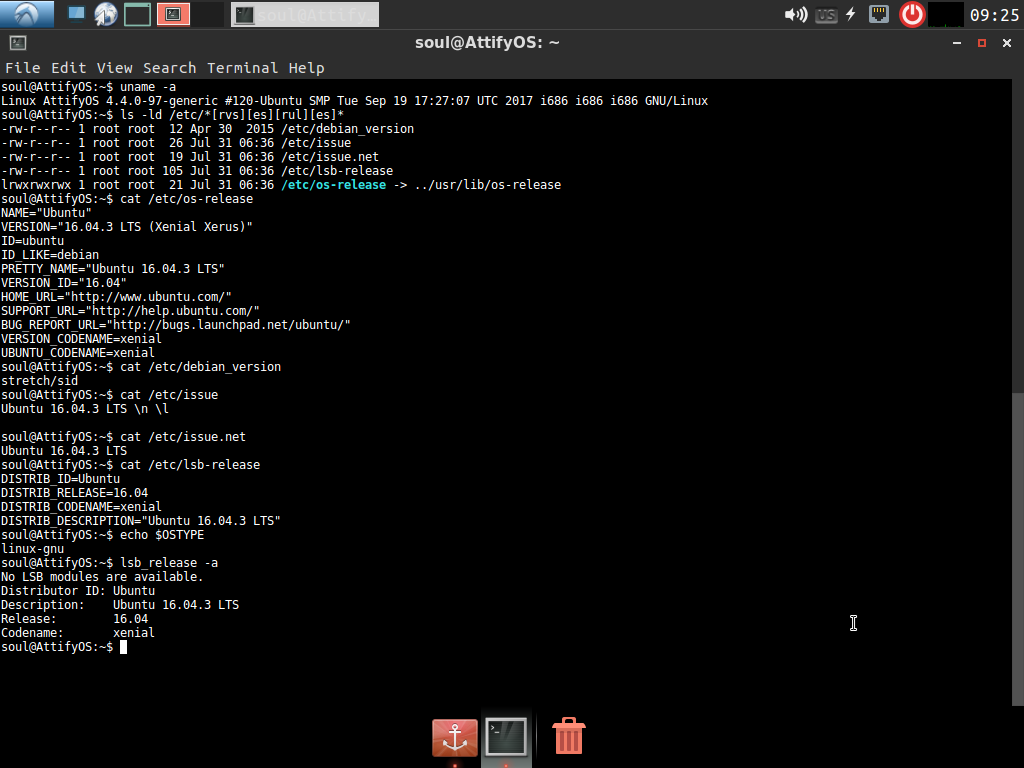 soul@Attify
US
09:25
soul@AttifyOS: ~
File Edit View Search Terminal Help
soul@AttifyOS:~$ uname -a
Linux AttifyOS 4.4.0-97-generic #120-Ubuntu SMP Tue Sep 19 17:27:07 UTC 2017 i686 i686 i686 GNU/Linux
soul@AttifyOS:~$ ls -ld /etc/*[rvs][es][rul][es]*
-rw-r--r-- 1 root root  12 Apr 30  2015 /etc/debian_version
-rw-r--r-- 1 root root  26 Jul 31 06:36 /etc/issue
-rw-r--r-- 1 root root  19 Jul 31 06:36 /etc/issue.net
-rw-r--r-- 1 root root 105 Jul 31 06:36 /etc/lsb-release
lrwxrwxrwx 1 root root  21 Jul 31 06:36 /etc/os-release -> ../usr/lib/os-release
soul@AttifyOS:~$ cat /etc/os-release
NAME="Ubuntu"
VERSION="16.04.3 LTS (Xenial Xerus)"
ID=ubuntu
ID_LIKE=debian
PRETTY_NAME="Ubuntu 16.04.3 LTS"
VERSION_ID="16.04"
HOME_URL="http://www.ubuntu.com/"
SUPPORT_URL="http://help.ubuntu.com/"
BUG_REPORT_URL="http://bugs.launchpad.net/ubuntu/"
VERSION_CODENAME=xenial
UBUNTU_CODENAME=xenial
soul@AttifyOS:~$ cat /etc/debian_version
stretch/sid
soul@AttifyOS:~$ cat /etc/issue
Ubuntu 16.04.3 LTS \n \l
soul@AttifyOS:~$ cat /etc/issue.net
Ubuntu 16.04.3 LTS
soul@AttifyOS:~$ cat /etc/lsb-release
DISTRIB_ID=Ubuntu
DISTRIB_RELEASE=16.04
DISTRIB_CODENAME=xenial
DISTRIB_DESCRIPTION="Ubuntu 16.04.3 LTS"
soul@AttifyOS:~$ echo $OSTYPE
linux-gnu
soul@AttifyOS:~$ lsb_release -a
No LSB modules are available.
Distributor ID: Ubuntu
Description:    Ubuntu 16.04.3 LTS
Release:        16.04
Codename:       xenial
soul@AttifyOS:~$